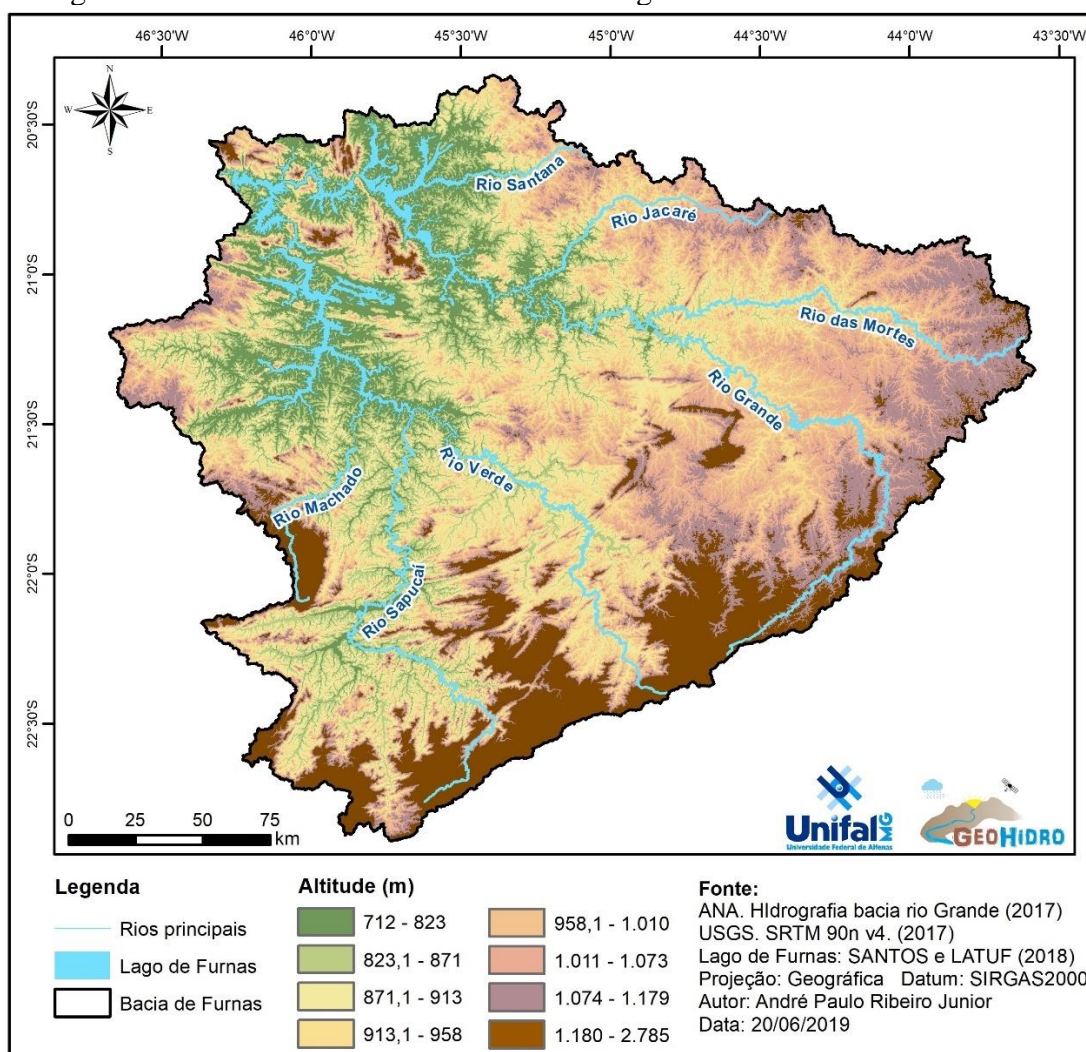 46°30'W 46°0'W 45°30'W 45°0'W 44°30'W 44°0'W 43°30'W
N
W E
S
20°30'S
21°0'S
21°30'S
22°0'S
22°30'S
Rio Santana
Rio Jacaré
Rio das Mortes
Rio Grande
Rio Verde
Rio Machado
Rio Sapucaí
0 25 50 75
km
Unifal MG
Universidade Federal de Alfenas
GEOHIDRO
Legenda
Rios principais
Lago de Furnas
Bacia de Furnas
Altitude (m)
712 - 823
823,1 - 871
871,1 - 913
913,1 - 958
958,1 - 1.010
1.011 - 1.073
1.074 - 1.179
1.180 - 2.785
Fonte:
ANA. HIdrografia bacia rio Grande (2017)
USGS. SRTM 90n v4. (2017)
Lago de Furnas: SANTOS e LATUF (2018)
Projeção: Geográfica Datum: SIRGAS2000
Autor: André Paulo Ribeiro Junior
Data: 20/06/2019